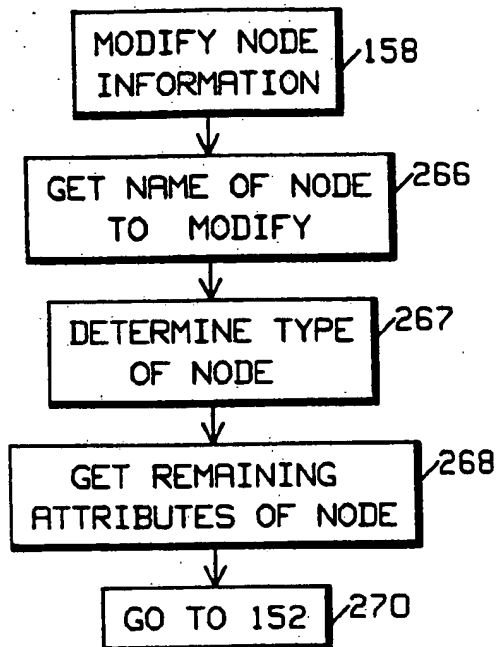 MODIFY NODE
INFORMATION
158
GET NAME OF NODE
TO MODIFY
266
DETERMINE TYPE
OF NODE
267
GET REMAINING
ATTRIBUTES OF NODE
268
GO TO 152
270